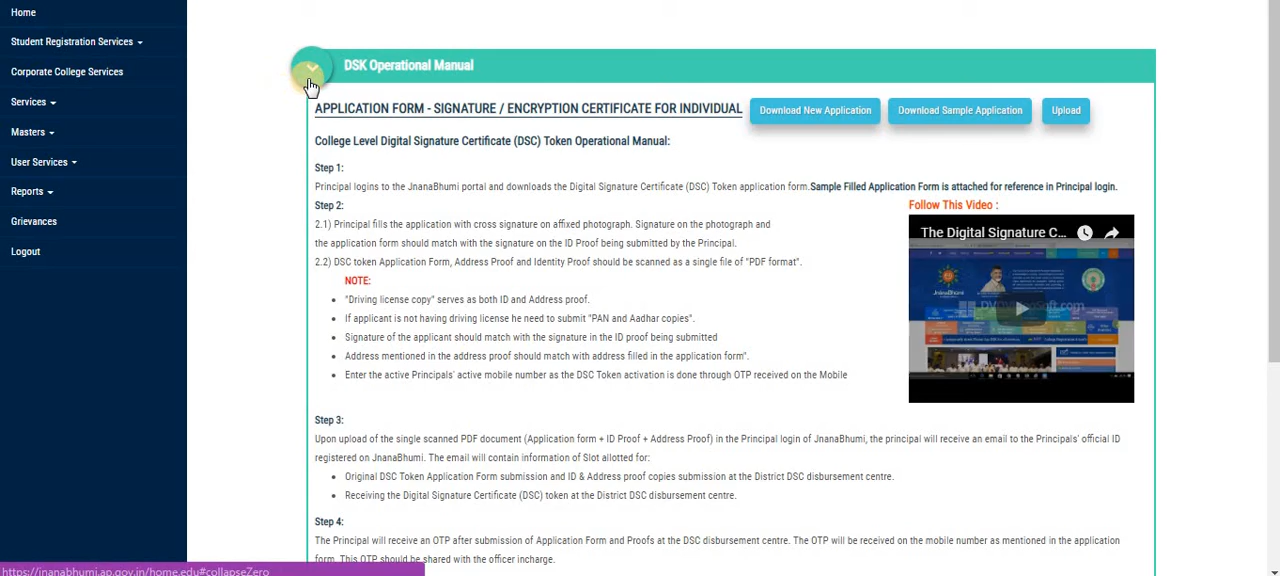 Home
Student Registration Services
Corporate College Services
Services
Masters
User Services
Reports
Grievances
Logout
DSK Operational Manual
APPLICATION FORM - SIGNATURE / ENCRYPTION CERTIFICATE FOR INDIVIDUAL
Download New Application
Download Sample Application
Upload
College Level Digital Signature Certificate (DSC) Token Operational Manual:
Step 1:
Principal logins to the JnanaBhumi portal and downloads the Digital Signature Certificate (DSC) Token application form.Sample Filled Application Form is attached for reference in Principal login.
Step 2:
2.1) Principal fills the application with cross signature on affixed photograph. Signature on the photograph and
the application form should match with the signature on the ID Proof being submitted by the Principal.
2.2) DSC token Application Form, Address Proof and Identity Proof should be scanned as a single file of "PDF format".
NOTE:
"Driving license copy" serves as both ID and Address proof.
If applicant is not having driving license he need to submit "PAN and Aadhar copies".
Signature of the applicant should match with the signature in the ID proof being submitted
Address mentioned in the address proof should match with address filled in the application form".
Enter the active Principals' active mobile number as the DSC Token activation is done through OTP received on the Mobile
Follow This Video :
The Digital Signature C...
JnanaBhumi
Step 3:
Upon upload of the single scanned PDF document (Application form + ID Proof + Address Proof) in the Principal login of JnanaBhumi, the principal will receive an email to the Principals' official ID
registered on JnanaBhumi. The email will contain information of Slot allotted for:
Original DSC Token Application Form submission and ID & Address proof copies submission at the District DSC disbursement centre.
Receiving the Digital Signature Certificate (DSC) token at the District DSC disbursement centre.
Step 4:
The Principal will receive an OTP after submission of Application Form and Proofs at the DSC disbursement centre. The OTP will be received on the mobile number as mentioned in the application
form. This OTP should be shared with the officer incharge.
https://jnanabhumi.ap.gov.in/home.edu#collapseZero